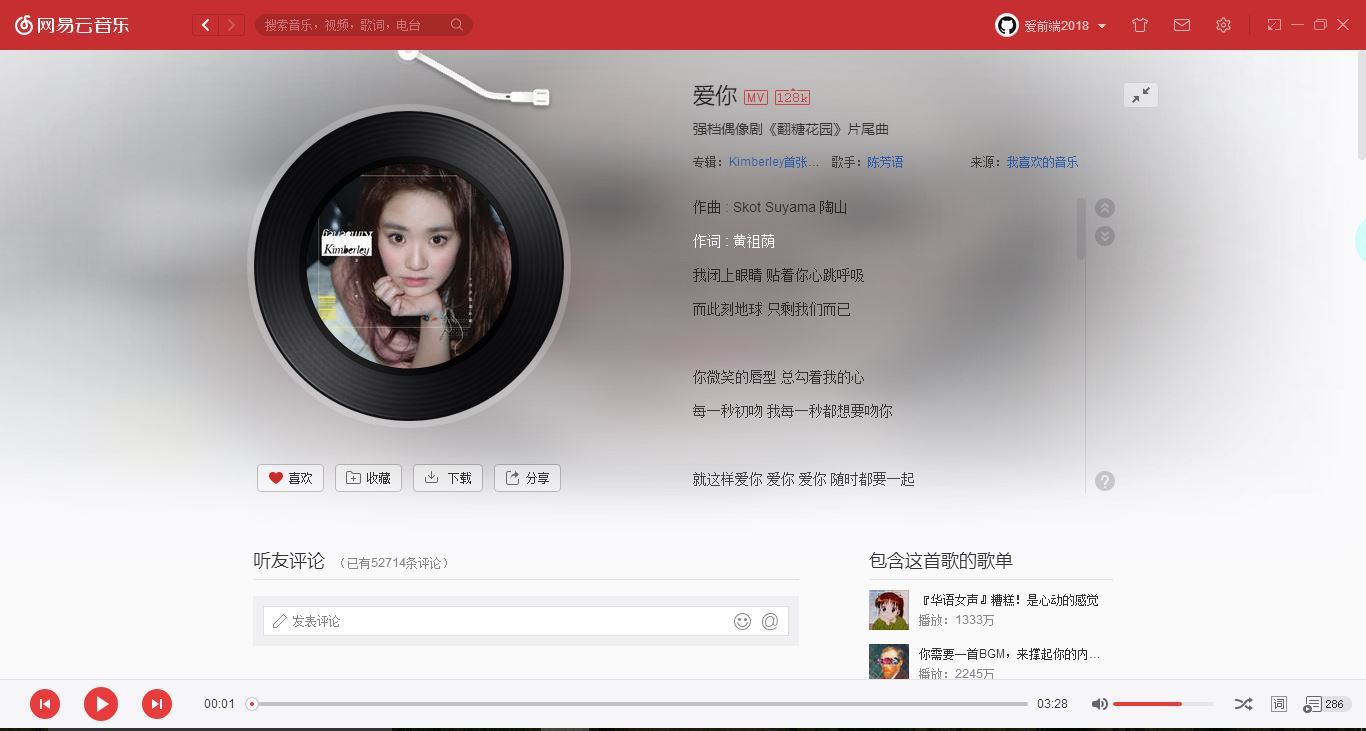 网易云音乐
搜索音乐，视频，歌词，电台
爱前端2018
爱你 MV 128k
强档偶像剧《翻糖花园》片尾曲
专辑：Kimberley首张... 歌手：陈芳语 来源：我喜欢的音乐
作曲 : Skot Suyama 陶山
作词 : 黄祖荫
我闭上眼睛 贴着你心跳呼吸
而此刻地球 只剩我们而已
你微笑的唇型 总勾着我的心
每一秒初吻 我每一秒都想要吻你
就这样爱你 爱你 爱你 随时都要一起
Kimberley
Kimberley
喜欢 收藏 下载 分享
?
听友评论 （已有52714条评论）
发表评论 @
包含这首歌的歌单
『华语女声』糟糕！是心动的感觉
播放：1333万
你需要一首BGM，来撑起你的内...
播放：2245万
00:01 03:28 词 286